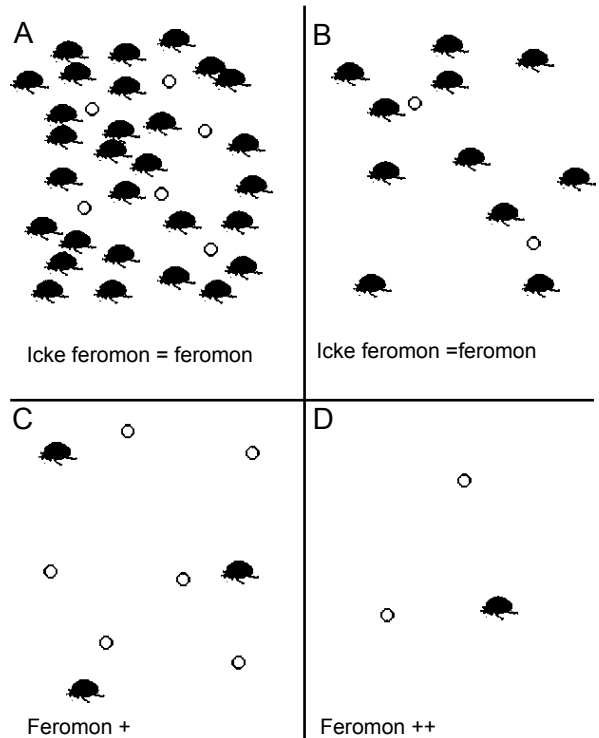 A
B
Icke feromon = feromon
Icke feromon =feromon
C
D
Feromon +
Feromon ++